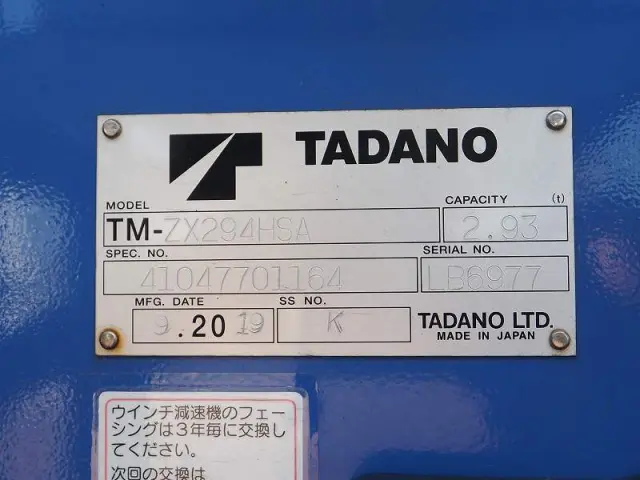 TADANO
MODEL CAPACITY (t)
TM-ZX294HSA 2.93
SPEC. NO. SERIAL NO.
41047701164 LB6977
MFG. DATE SS NO.
9.2019 K TADANO LTD.
MADE IN JAPAN
ウインチ減速機のフェー
シングは3年毎に交換し
てください。
次回の交換は